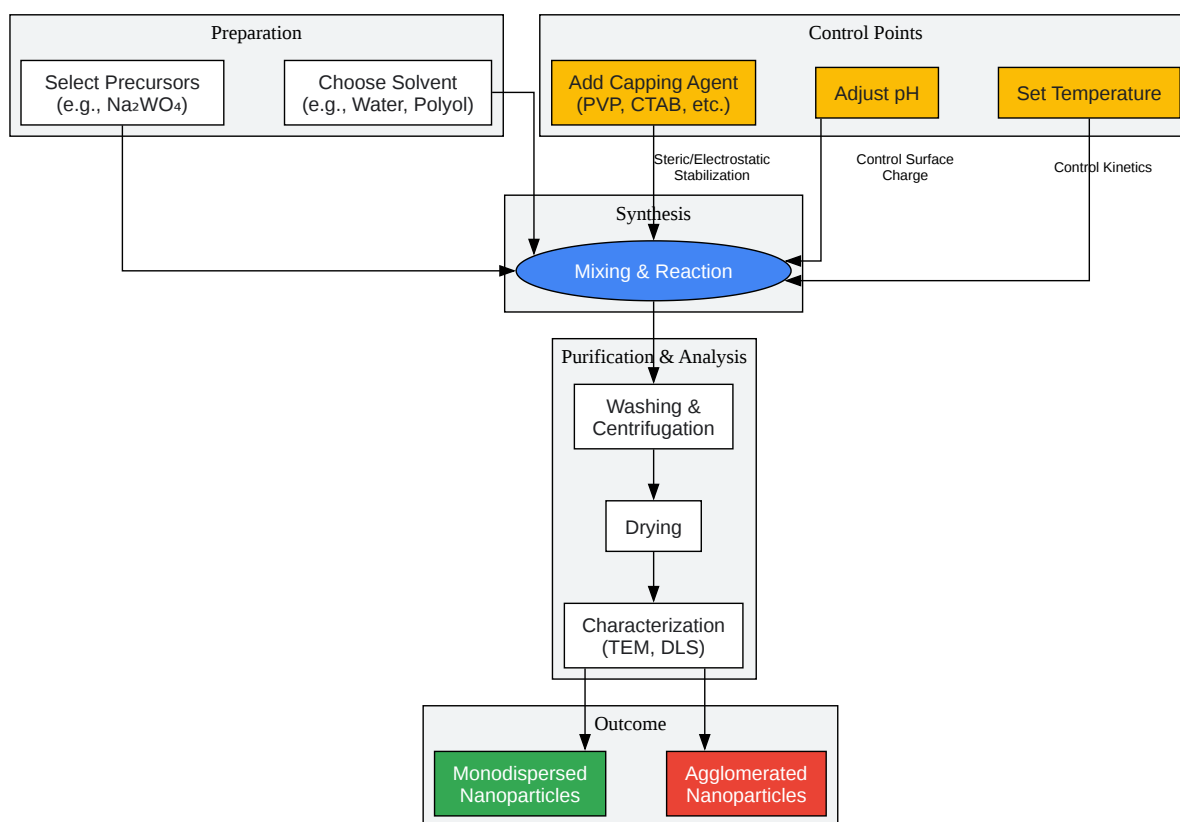 Preparation
Select Precursors
(e.g., Na₂WO₄)
Choose Solvent
(e.g., Water, Polyol)
Control Points
Add Capping Agent
(PVP, CTAB, etc.)
Adjust pH
Set Temperature
Steric/Electrostatic
Stabilization
Control Surface
Charge
Control Kinetics
Synthesis
Mixing & Reaction
Purification & Analysis
Washing &
Centrifugation
Drying
Characterization
(TEM, DLS)
Outcome
Monodispersed
Nanoparticles
Agglomerated
Nanoparticles